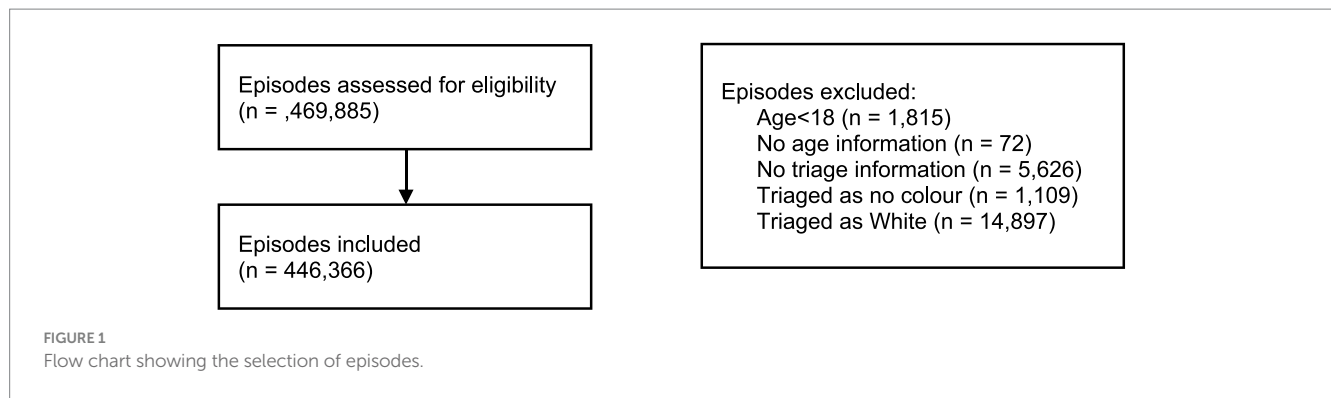 Episodes assessed for eligibility
(n = ,469,885)
Episodes included
(n = 446,366)
Episodes excluded:
Age<18 (n = 1,815)
No age information (n = 72)
No triage information (n = 5,626)
Triaged as no colour (n = 1,109)
Triaged as White (n = 14,897)
FIGURE 1
Flow chart showing the selection of episodes.